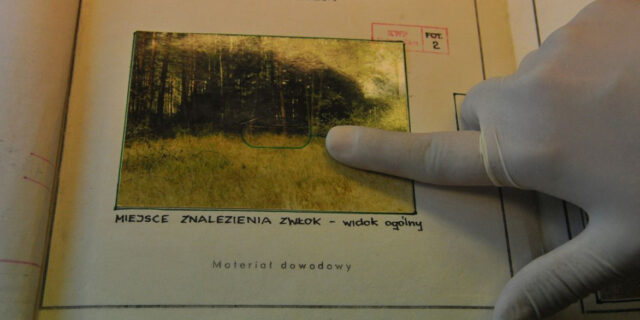 FOT.
2
MIEJSCE ZNALEZIENIA ZWŁOK - widok ogólny
Materiał dowodowy